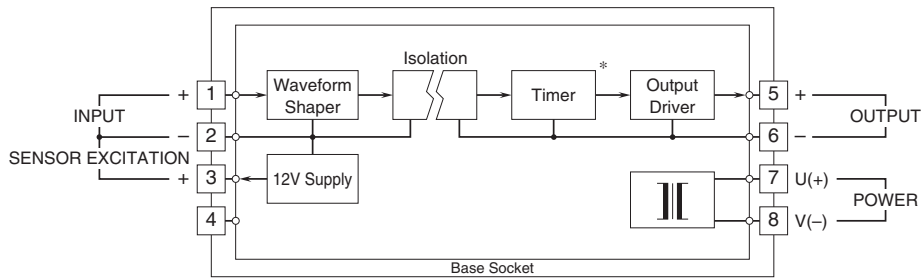 Isolation
*
Waveform
Shaper
Timer
Output
Driver
+ 1
5 +
INPUT
OUTPUT
– 2
6 –
SENSOR EXCITATION
+ 3
12V Supply
7 U(+)
POWER
4
8 V(–)
Base Socket